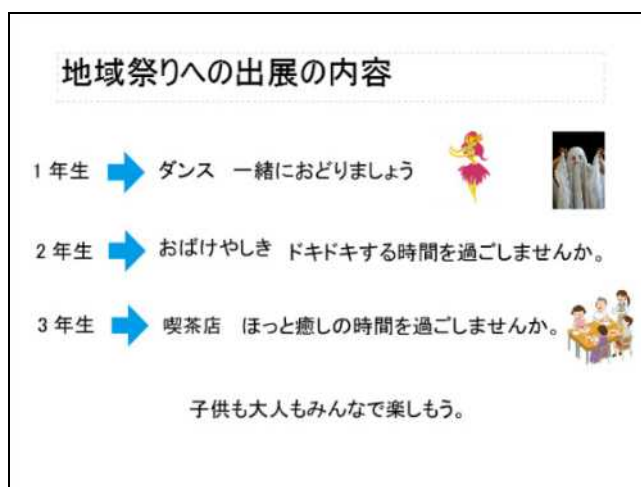 地域祭りへの出展の内容
1年生 ダンス 一緒におどりましょう
2年生 おばけやしき ドキドキする時間を過ごしませんか。
3年生 喫茶店 ほっと癒しの時間を過ごしませんか。
子供も大人もみんなで楽しもう。